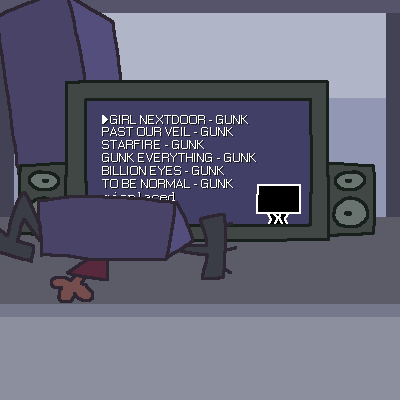 GIRL NEXTDOOR - GUNK
PAST OUR VEIL - GUNK
STARFIRE - GUNK
GUNK EVERYTHING - GUNK
BILLION EYES - GUNK
TO BE NORMAL - GUNK
misplaced